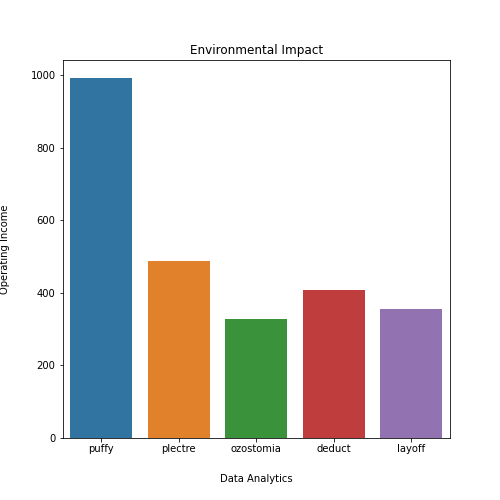 Environmental Impact
1000
800
600
400
200
0
Operating Income
puffy plectre ozostomia deduct layoff
Data Analytics